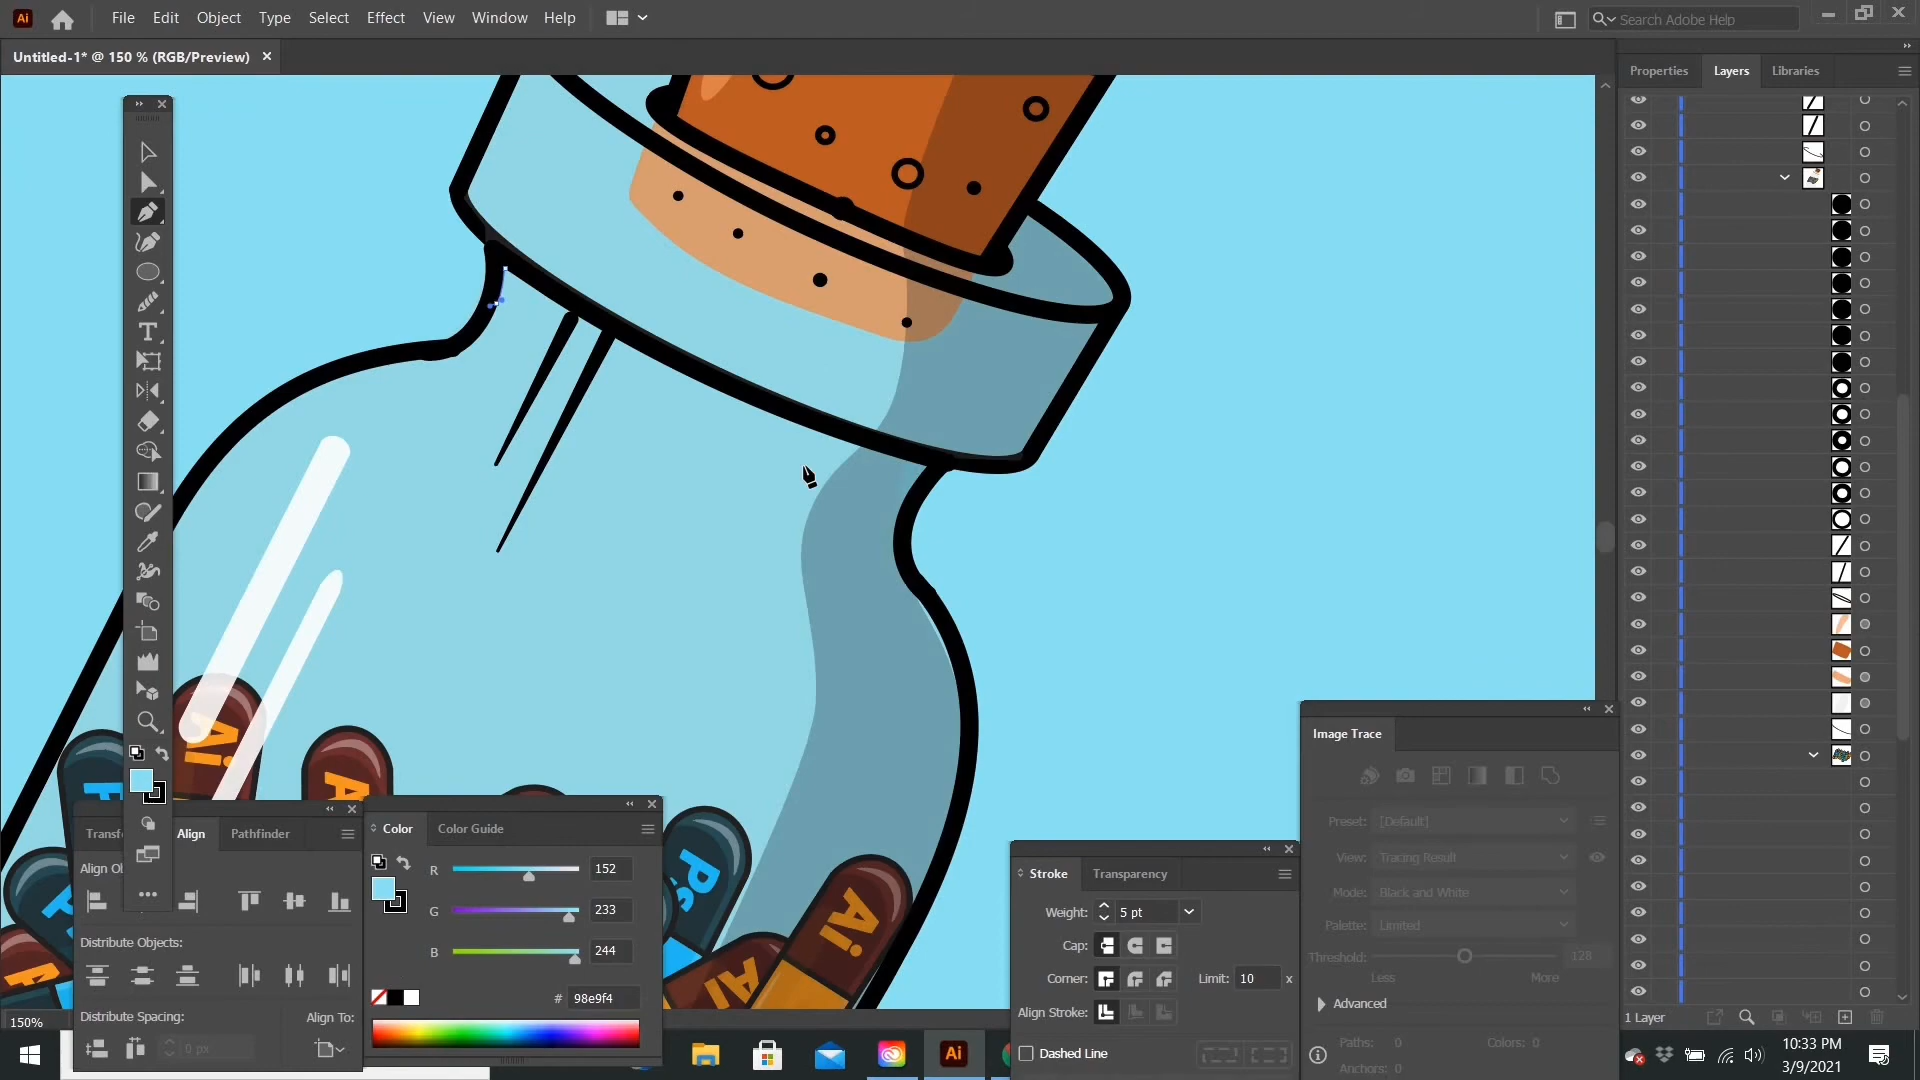 Ai File Edit Object Type Select Effect View Window Help Search Adobe Help
Untitled-1* @ 150 % (RGB/Preview)
Properties Layers Libraries
T
Ai
Ps
Ai
Image Trace
Preset: [Default]
View: Tracing Result
Mode: Black and White
Palette: Limited
Threshold: 128
Less More
Advanced
Paths: 0 Colors: 0
Anchors: 0
Align Pathfinder
Distribute Objects:
Distribute Spacing: Align To:
0 px
Color Color Guide
R 152
G 233
B 244
# 98e9f4
Stroke Transparency
Weight: 5 pt
Cap:
Corner: Limit: 10 x
Align Stroke:
Dashed Line
150%
1 Layer
Ai
10:33 PM
3/9/2021